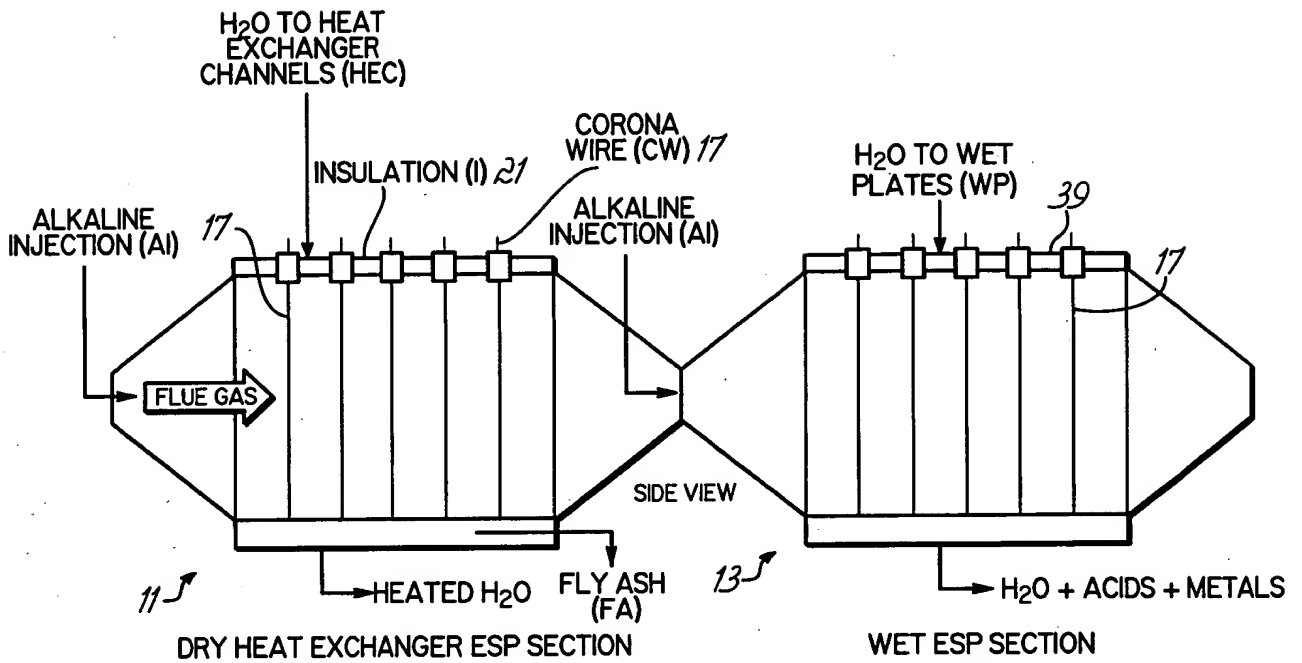 H₂O TO HEAT
EXCHANGER
CHANNELS (HEC)
CORONA
WIRE (CW) 17
INSULATION (I) 21
H₂O TO WET
PLATES (WP)
39
ALKALINE
INJECTION (AI)
17
ALKALINE
INJECTION (AI)
17
FLUE GAS
SIDE VIEW
11
HEATED H₂O
FLY ASH
(FA)
13
H₂O + ACIDS + METALS
DRY HEAT EXCHANGER ESP SECTION
WET ESP SECTION